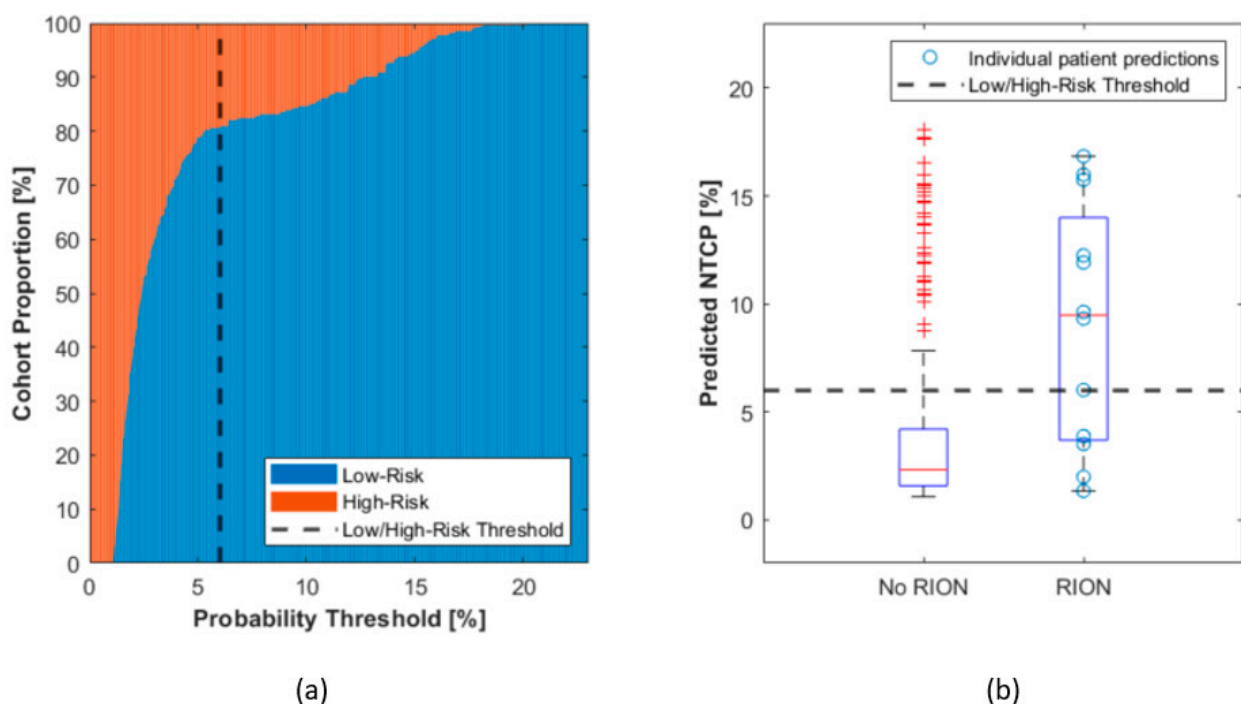 100
90
80
70
60
50
40
30
20
10
0
Cohort Proportion [%]
Low-Risk
High-Risk
Low/High-Risk Threshold
0 5 10 15 20
Probability Threshold [%]
(a)
Individual patient predictions
Low/High-Risk Threshold
20
15
10
5
0
Predicted NTCP [%]
No RION RION
(b)